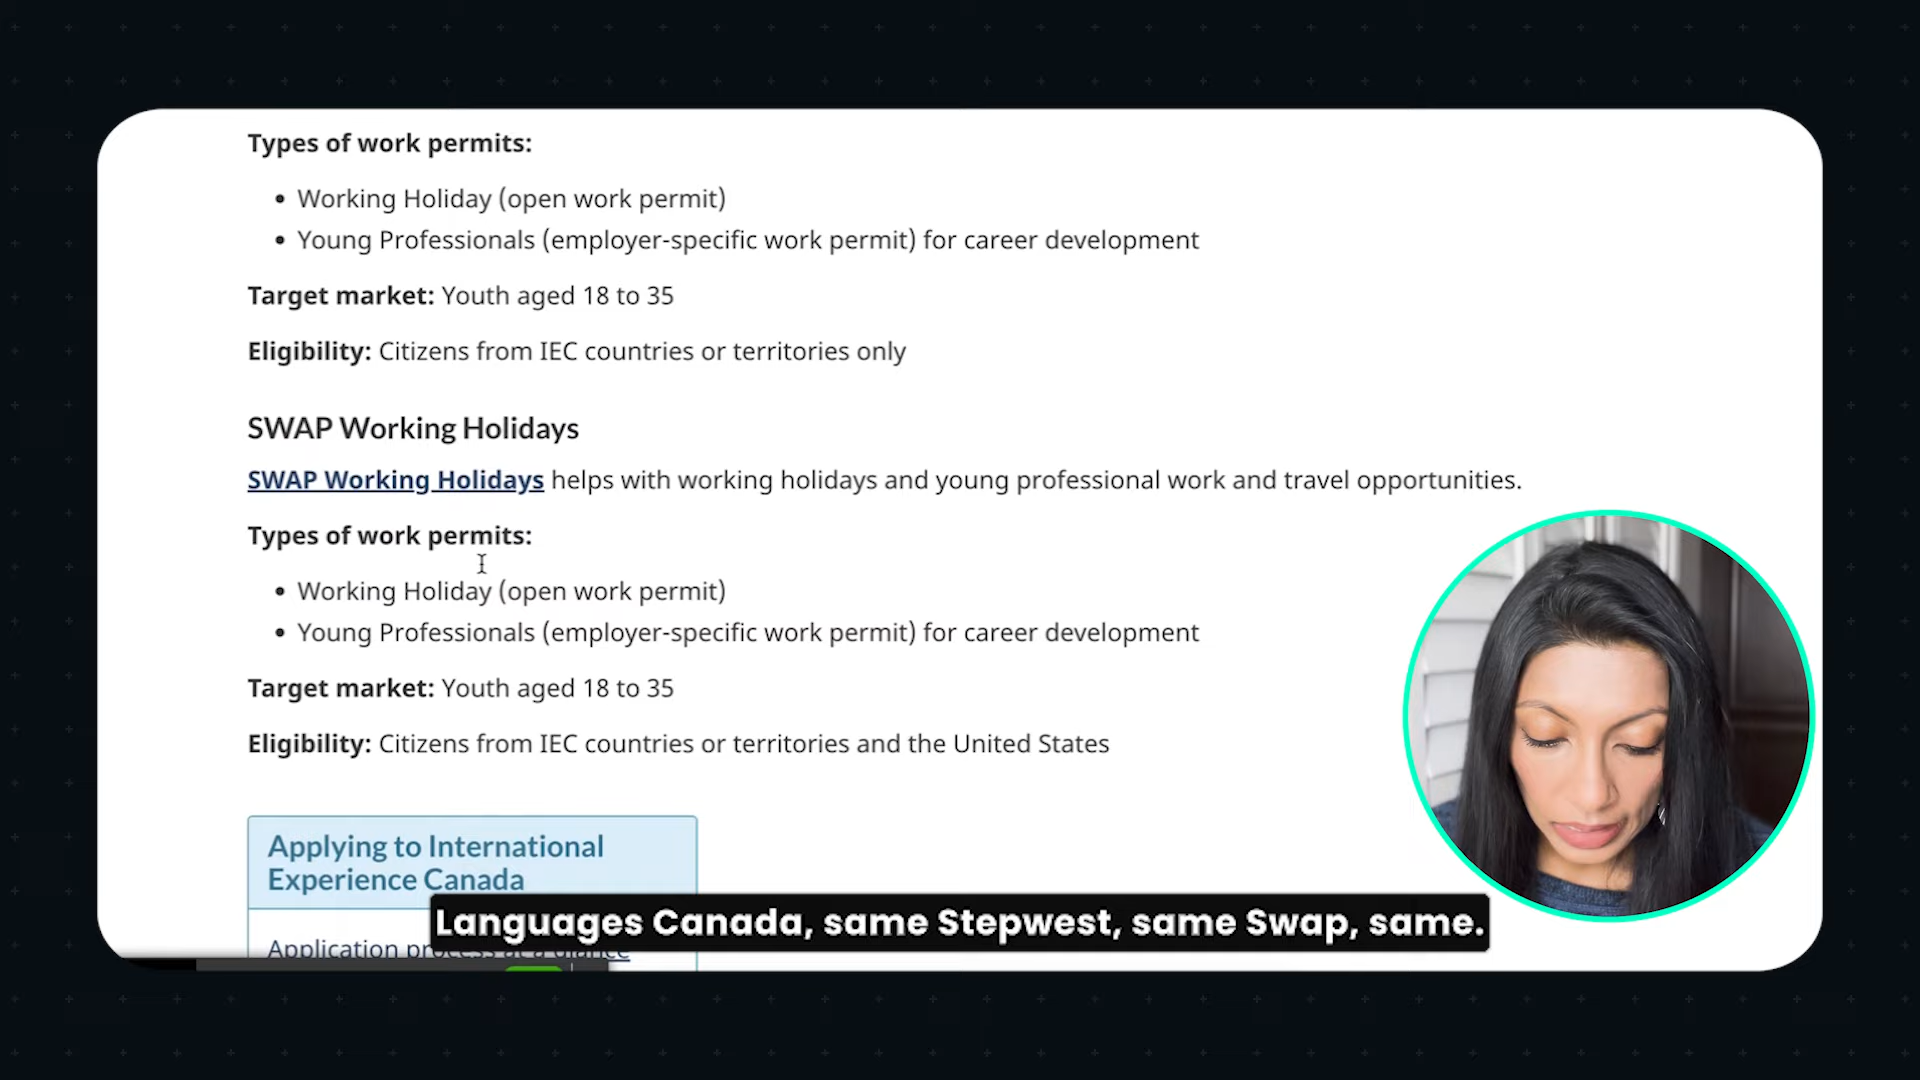 Types of work permits:
• Working Holiday (open work permit)
• Young Professionals (employer-specific work permit) for career development
Target market: Youth aged 18 to 35
Eligibility: Citizens from IEC countries or territories only
SWAP Working Holidays
SWAP Working Holidays helps with working holidays and young professional work and travel opportunities.
Types of work permits:
• Working Holiday (open work permit)
• Young Professionals (employer-specific work permit) for career development
Target market: Youth aged 18 to 35
Eligibility: Citizens from IEC countries or territories and the United States
Applying to International
Experience Canada
Languages Canada, same Stepwest, same Swap, same.
Application process at a glance